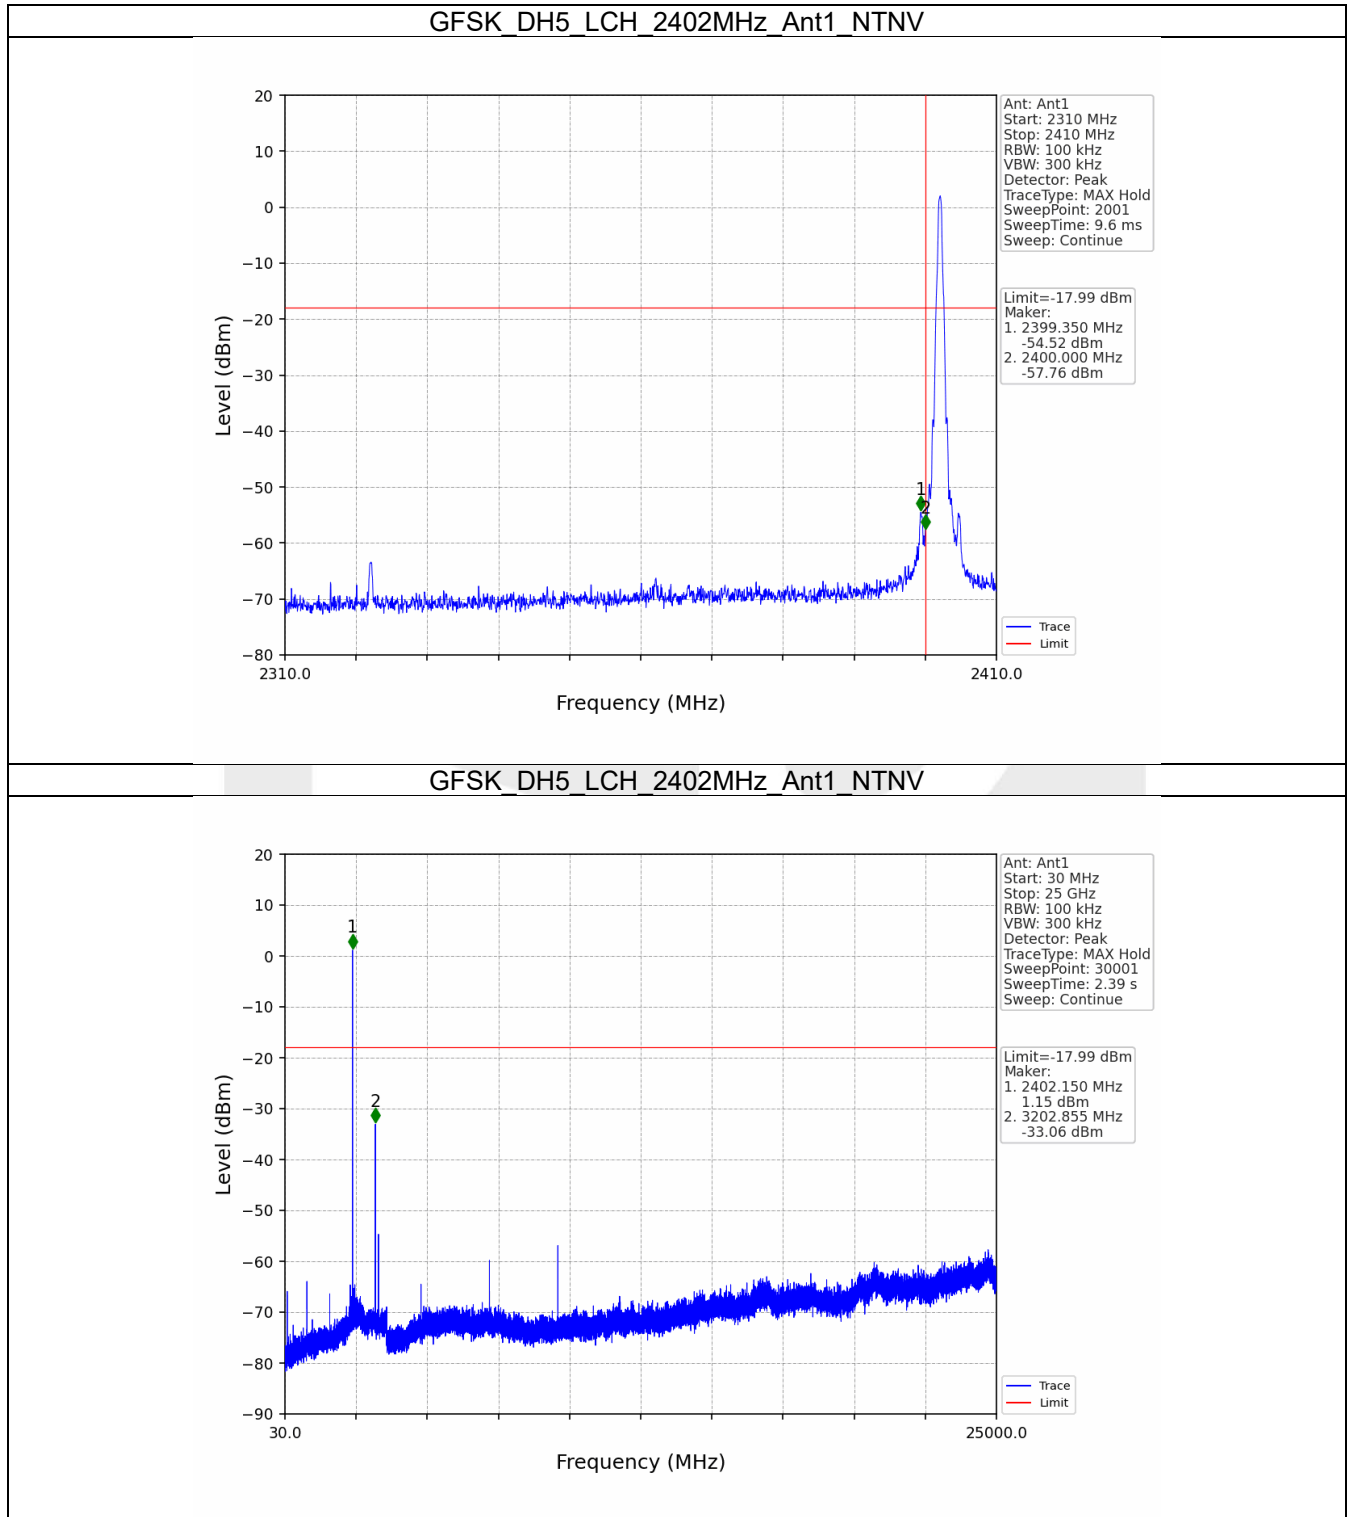 GFSK_DH5_LCH_2402MHz_Ant1_NTNV
20
10
0
−10
−20
−30
−40
−50
−60
−70
−80
Level (dBm)
1
2
2310.0
2410.0
Frequency (MHz)
Ant: Ant1
Start: 2310 MHz
Stop: 2410 MHz
RBW: 100 kHz
VBW: 300 kHz
Detector: Peak
TraceType: MAX Hold
SweepPoint: 2001
SweepTime: 9.6 ms
Sweep: Continue
Limit=-17.99 dBm
Maker:
1. 2399.350 MHz
-54.52 dBm
2. 2400.000 MHz
-57.76 dBm
Trace
Limit
GFSK_DH5_LCH_2402MHz_Ant1_NTNV
20
10
0
−10
−20
−30
−40
−50
−60
−70
−80
−90
Level (dBm)
1
2
30.0
25000.0
Frequency (MHz)
Ant: Ant1
Start: 30 MHz
Stop: 25 GHz
RBW: 100 kHz
VBW: 300 kHz
Detector: Peak
TraceType: MAX Hold
SweepPoint: 30001
SweepTime: 2.39 s
Sweep: Continue
Limit=-17.99 dBm
Maker:
1. 2402.150 MHz
1.15 dBm
2. 3202.855 MHz
-33.06 dBm
Trace
Limit